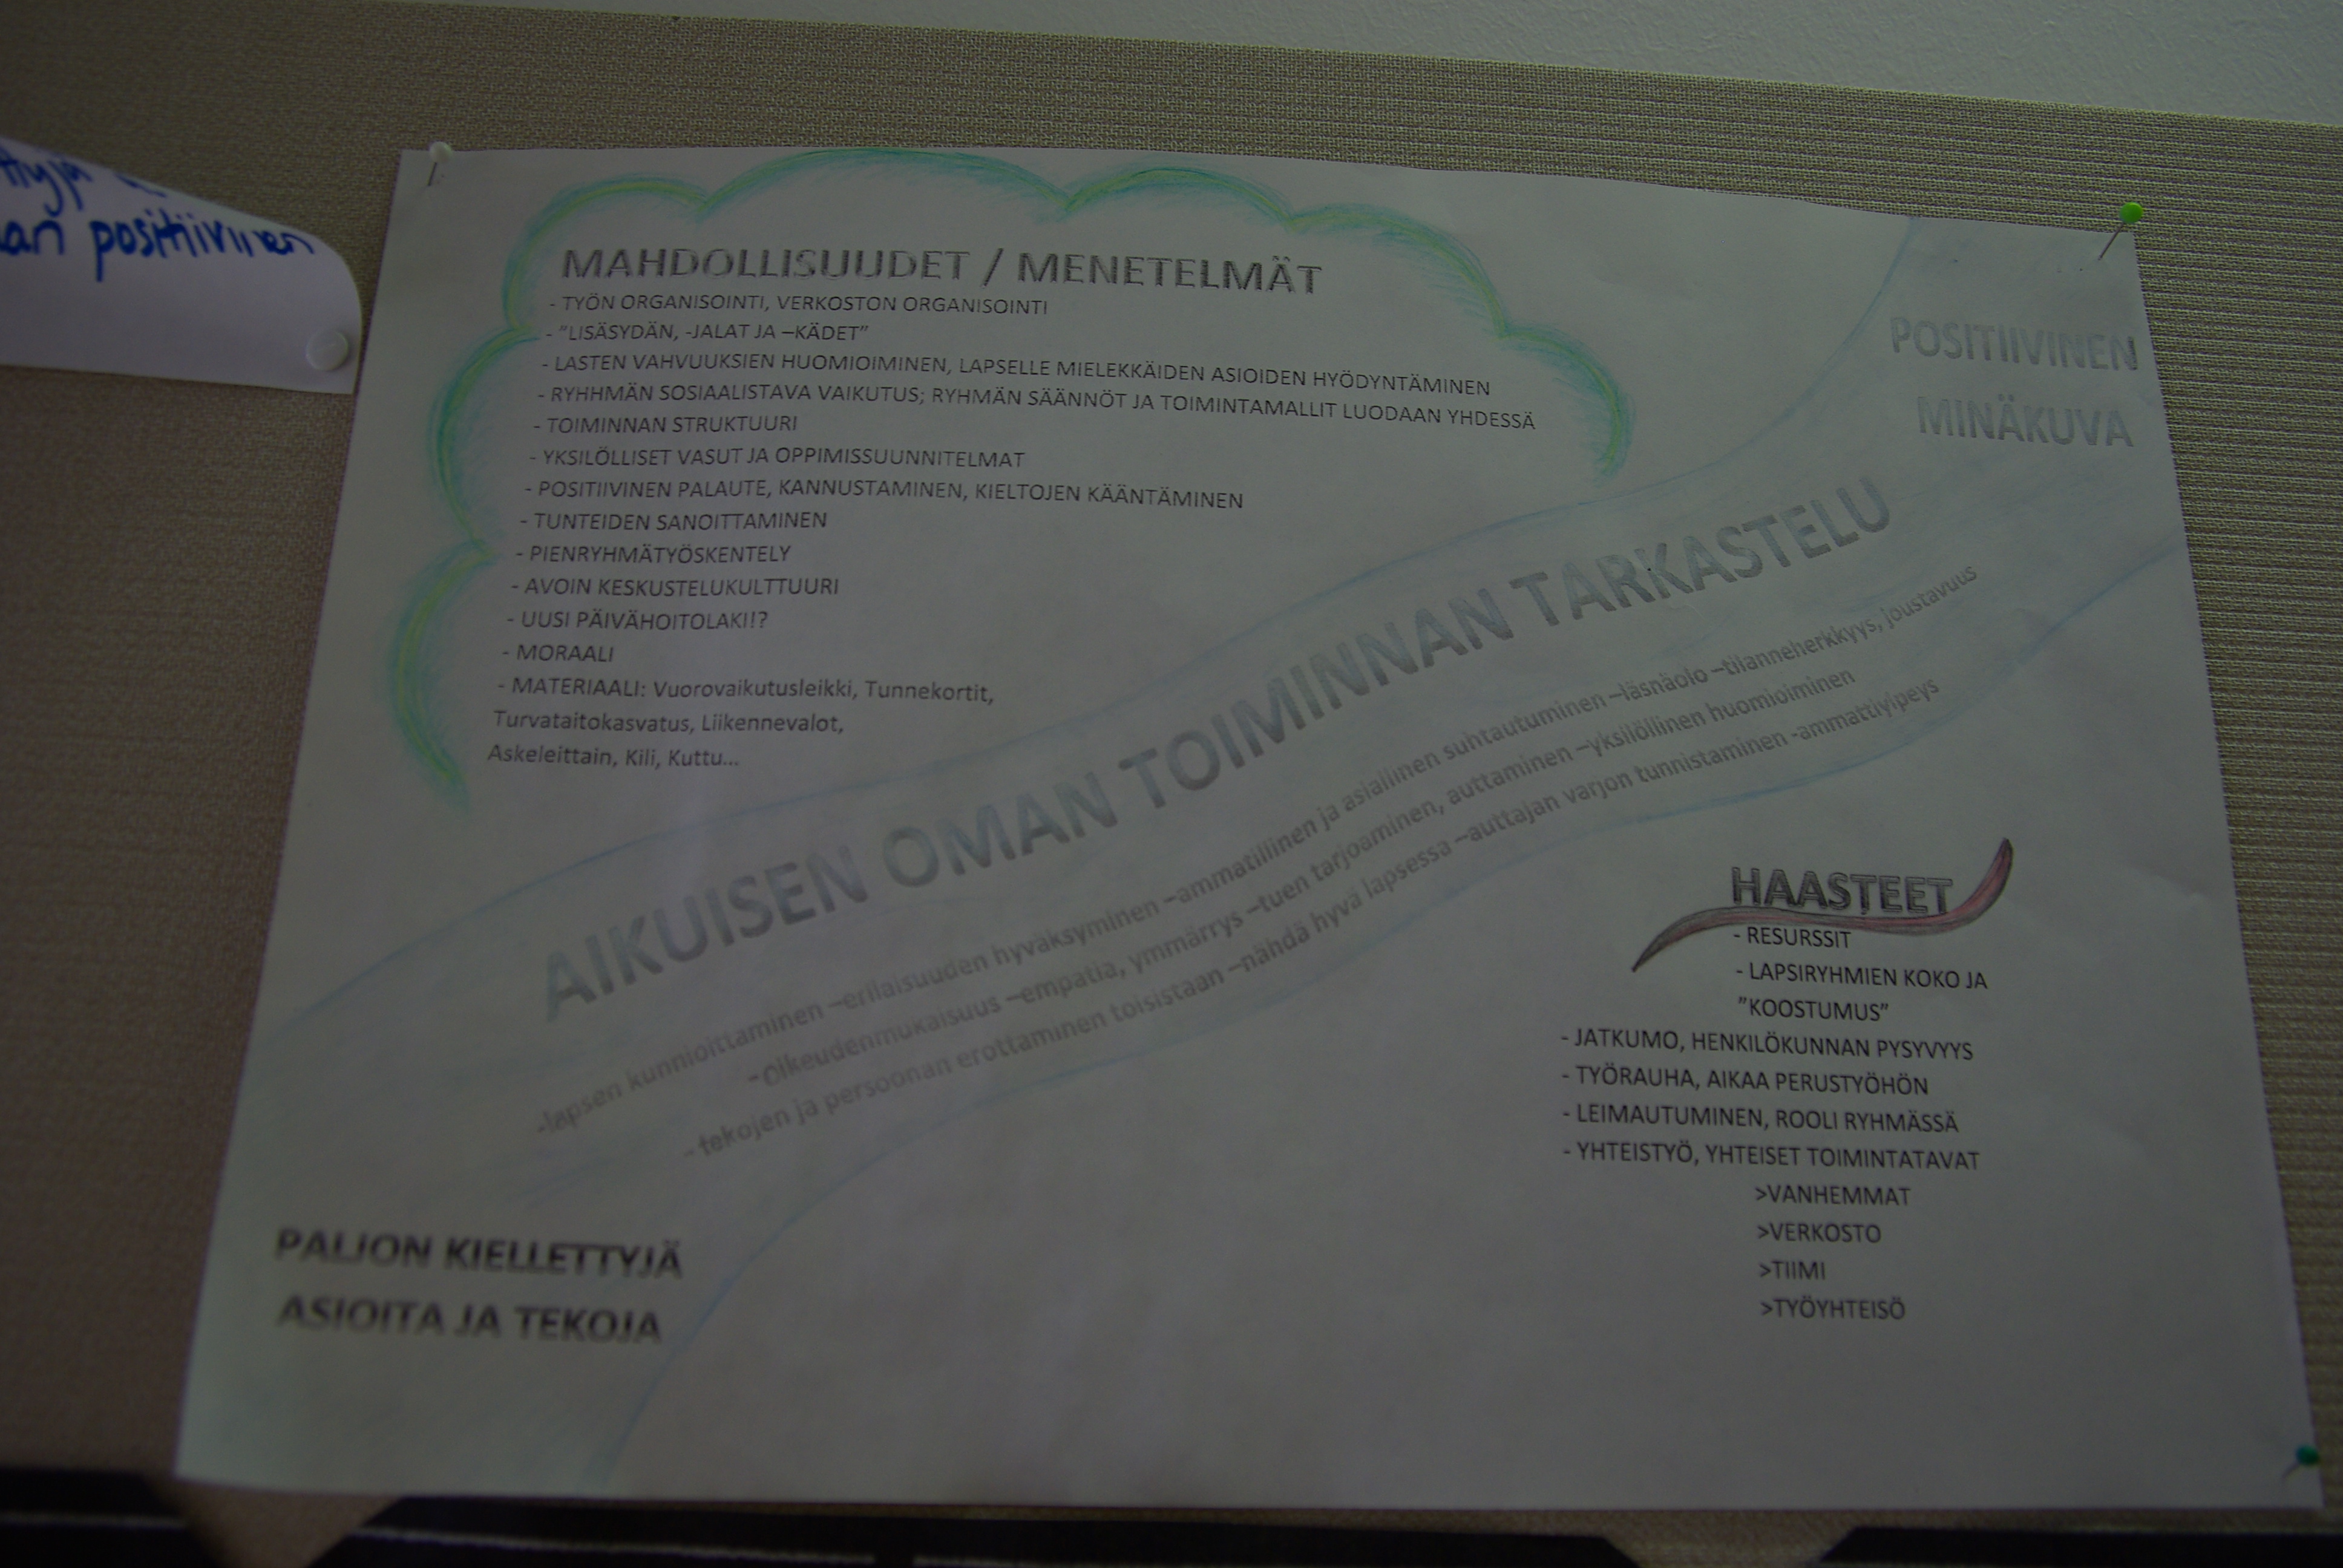 positiivinen
MAHDOLLISUUDET / MENETELMÄT
- TYÖN ORGANISOINTI, VERKOSTON ORGANISOINTI
- "LISÄSYDÄN, -JALAT JA –KÄDET"
- LASTEN VAHVUUKSIEN HUOMIOIMINEN, LAPSELLE MIELEKKÄIDEN ASIOIDEN HYÖDYNTÄMINEN
- RYHHMÄN SOSIAALISTAVA VAIKUTUS; RYHMÄN SÄÄNNÖT JA TOIMINTAMALLIT LUODAAN YHDESSÄ
- TOIMINNAN STRUKTUURI
- YKSILÖLLISET VASUT JA OPPIMISSUUNNITELMAT
- POSITIIVINEN PALAUTE, KANNUSTAMINEN, KIELTOJEN KÄÄNTÄMINEN
- TUNTEIDEN SANOITTAMINEN
- PIENRYHMÄTYÖSKENTELY
- AVOIN KESKUSTELUKULTTUURI
- UUSI PÄIVÄHOITOLAKI!?
- MORAALI
- MATERIAALI: Vuorovaikutusleikki, Tunnekortit,
Turvataitokasvatus, Liikennevalot,
Askeleittain, Kili, Kuttu...
POSITIIVINEN
MINÄKUVA
AIKUISEN OMAN TOIMINNAN TARKASTELU
-lapsen kunnioittaminen –erilaisuuden hyväksyminen –ammatillinen ja asiallinen suhtautuminen –läsnäolo –tilanneherkkyys, joustavuus
- oikeudenmukaisuus –empatia, ymmärrys –tuen tarjoaminen, auttaminen –yksilöllinen huomioiminen
- tekojen ja persoonan erottaminen toisistaan –nähdä hyvä lapsessa –auttajan varjon tunnistaminen -ammattiylpeys
HAASTEET
- RESURSSIT
- LAPSIRYHMIEN KOKO JA
"KOOSTUMUS"
- JATKUMO, HENKILÖKUNNAN PYSYVYYS
- TYÖRAUHA, AIKAA PERUSTYÖHÖN
- LEIMAUTUMINEN, ROOLI RYHMÄSSÄ
- YHTEISTYÖ, YHTEISET TOIMINTATAVAT
>VANHEMMAT
>VERKOSTO
>TIIMI
>TYÖYHTEISÖ
PALJON KIELLETTYJÄ
ASIOITA JA TEKOJA